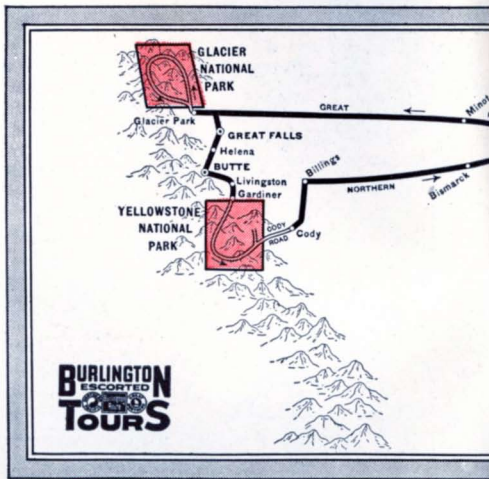 GLACIER
NATIONAL
PARK
Glacier Park
GREAT
Minot
GREAT FALLS
Helena
BUTTE
Livingston
Gardiner
Billings
NORTHERN
Bismarck
YELLOWSTONE
NATIONAL
PARK
CODY
ROAD
Cody
BURLINGTON
ESCORTED
TOURS